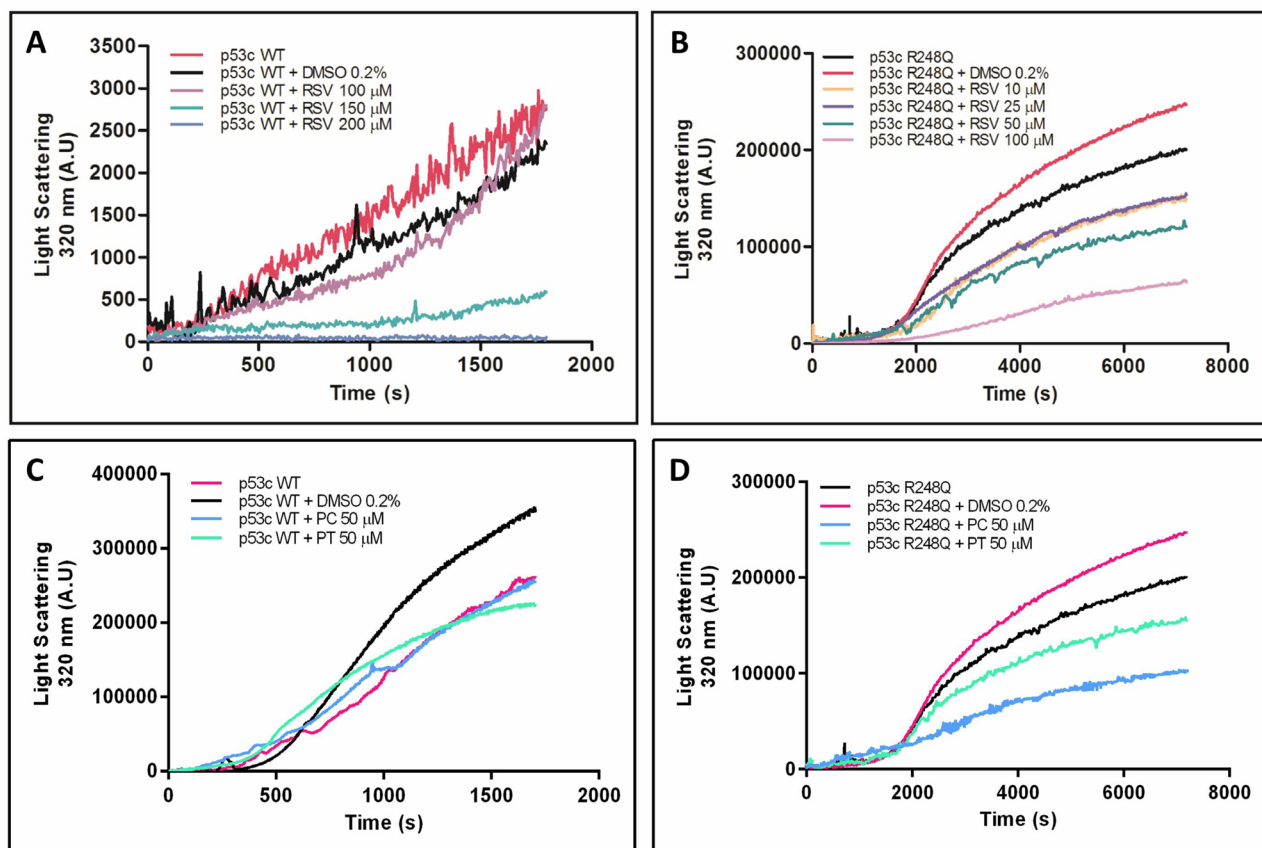 A
3500
3000
2500
2000
1500
1000
500
0
0
500
1000
1500
2000
Light Scattering
320 nm (A.U)
Time (s)
p53c WT
p53c WT + DMSO 0.2%
p53c WT + RSV 100 µM
p53c WT + RSV 150 µM
p53c WT + RSV 200 µM
B
300000
200000
100000
0
0
2000
4000
6000
8000
Light Scattering
320 nm (A.U)
Time (s)
p53c R248Q
p53c R248Q + DMSO 0.2%
p53c R248Q + RSV 10 µM
p53c R248Q + RSV 25 µM
p53c R248Q + RSV 50 µM
p53c R248Q + RSV 100 µM
C
400000
300000
200000
100000
0
0
500
1000
1500
2000
Light Scattering
320 nm (A.U)
Time (s)
p53c WT
p53c WT + DMSO 0.2%
p53c WT + PC 50 µM
p53c WT + PT 50 µM
D
300000
200000
100000
0
0
2000
4000
6000
8000
Light Scattering
320 nm (A.U)
Time (s)
p53c R248Q
p53c R248Q + DMSO 0.2%
p53c R248Q + PC 50 µM
p53c R248Q + PT 50 µM